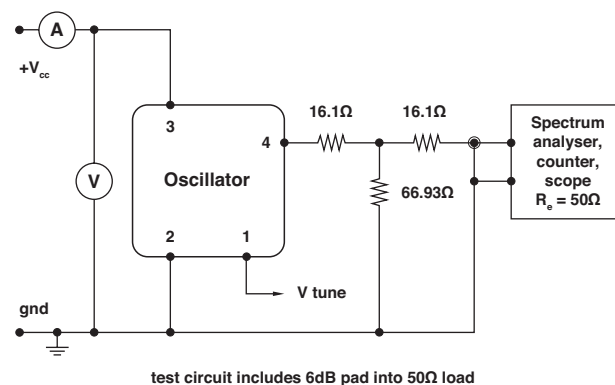 A
+Vcc
V
3
4
Oscillator
2
1
16.1Ω
16.1Ω
66.93Ω
Spectrum
analyser,
counter,
scope
Re = 50Ω
V tune
gnd
test circuit includes 6dB pad into 50Ω load